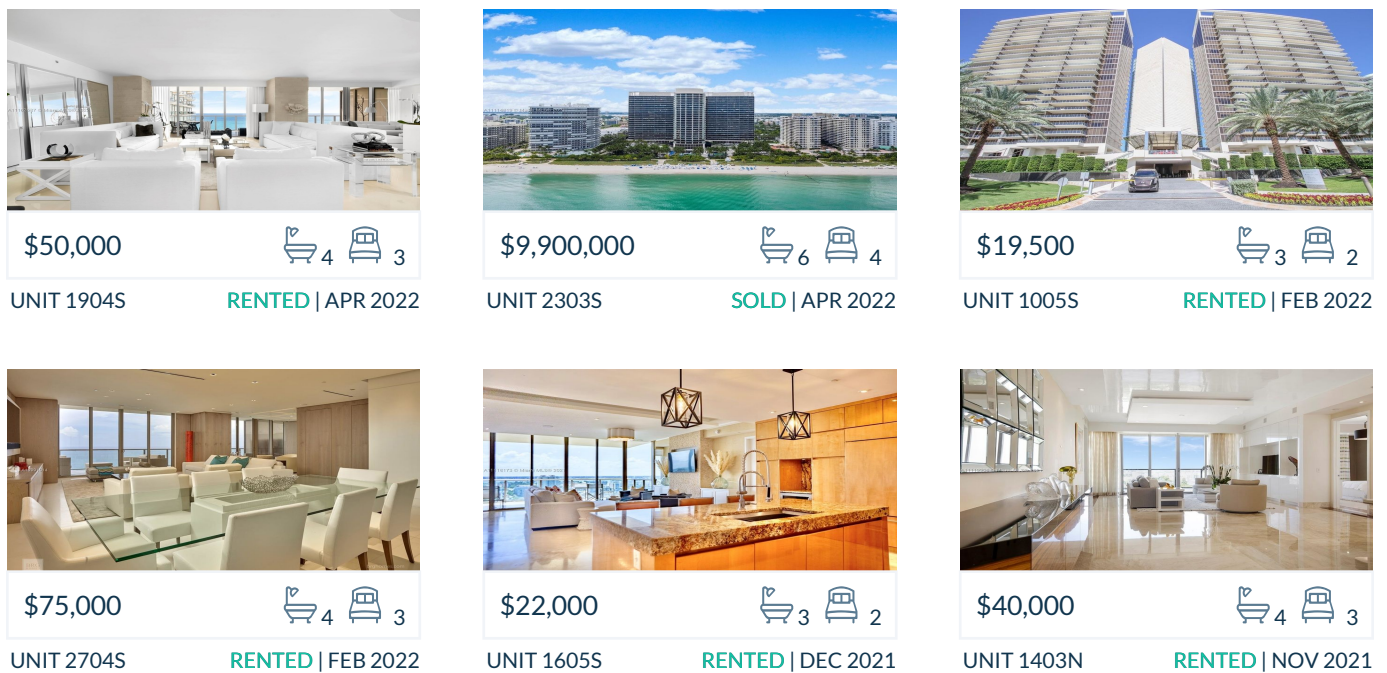 $50,000 4 3
UNIT 1904S RENTED | APR 2022
$9,900,000 6 4
UNIT 2303S SOLD | APR 2022
$19,500 3 2
UNIT 1005S RENTED | FEB 2022
$75,000 4 3
UNIT 2704S RENTED | FEB 2022
$22,000 3 2
UNIT 1605S RENTED | DEC 2021
$40,000 4 3
UNIT 1403N RENTED | NOV 2021